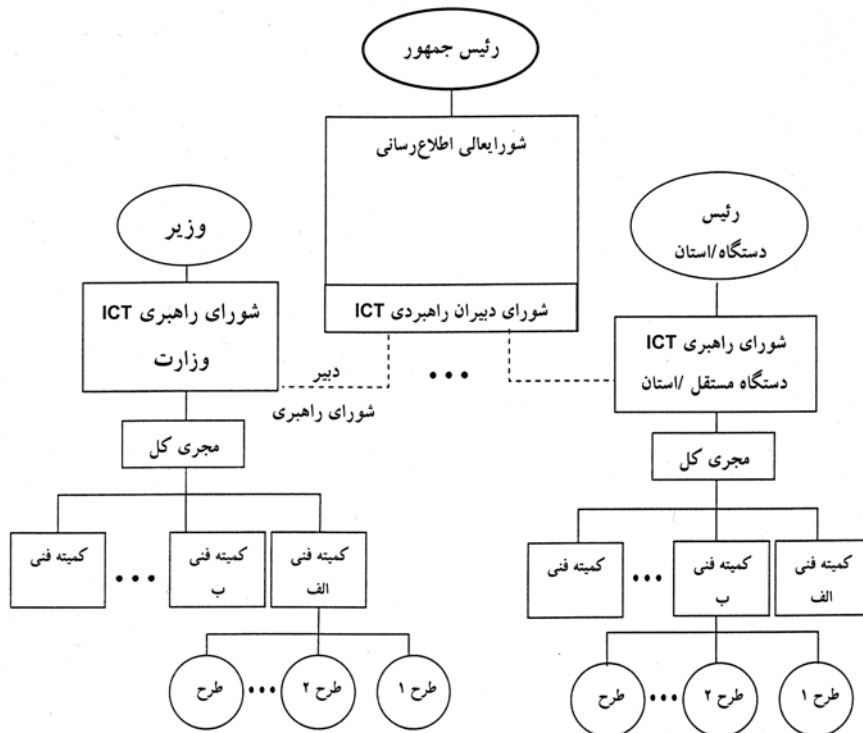 رئیس جمهور
شورایعالی اطلاع‌رسانی
شورای دبیران راهبردی ICT
رئیس
دستگاه/استان
شورای راهبری ICT
دستگاه مستقل /استان
مجری کل
کمیته فنی
الف
کمیته فنی
ب
•••
کمیته فنی
طرح ۱
طرح ۲
•••
طرح
•••
دبیر
شورای راهبری
وزیر
شورای راهبری ICT
وزارت
مجری کل
کمیته فنی
الف
کمیته فنی
ب
•••
کمیته فنی
طرح ۱
طرح ۲
•••
طرح